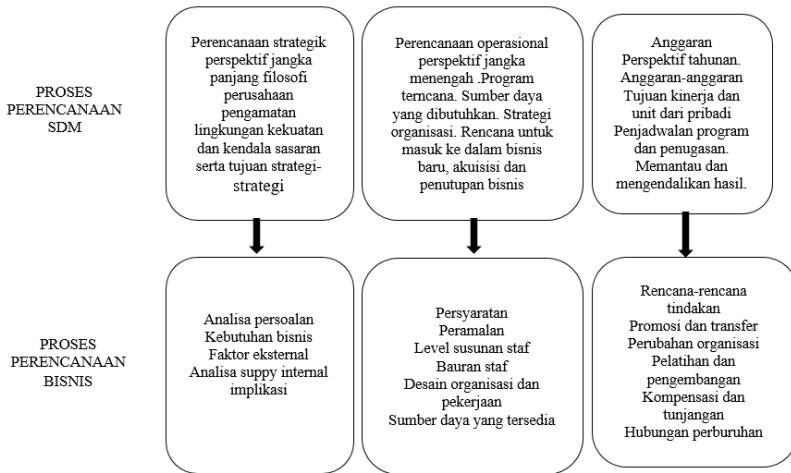 PROSES
PERENCANAAN
SDM
Perencanaan strategik
perspektif jangka
panjang filosofi
perusahaan
pengamatan
lingkungan kekuatan
dan kendala sasaran
serta tujuan strategi-
strategi
Perencanaan operasional
perspektif jangka
menengah .Program
terncana. Sumber daya
yang dibutuhkan. Strategi
organisasi. Rencana untuk
masuk ke dalam bisnis
baru, akuisisi dan
penutupan bisnis
Anggaran
Perspektif tahunan.
Anggaran-anggaran
Tujuan kinerja dan
unit dari pribadi
Penjadwalan program
dan penugasan.
Memantau dan
mengendalikan hasil.
PROSES
PERENCANAAN
BISNIS
Analisa persoalan
Kebutuhan bisnis
Faktor eksternal
Analisa suppy internal
implikasi
Persyaratan
Peramalan
Level susunan staf
Bauran staf
Desain organisasi dan
pekerjaan
Sumber daya yang tersedia
Rencana-rencana
tindakan
Promosi dan transfer
Perubahan organisasi
Pelatihan dan
pengembangan
Kompensasi dan
tunjangan
Hubungan perburuhan